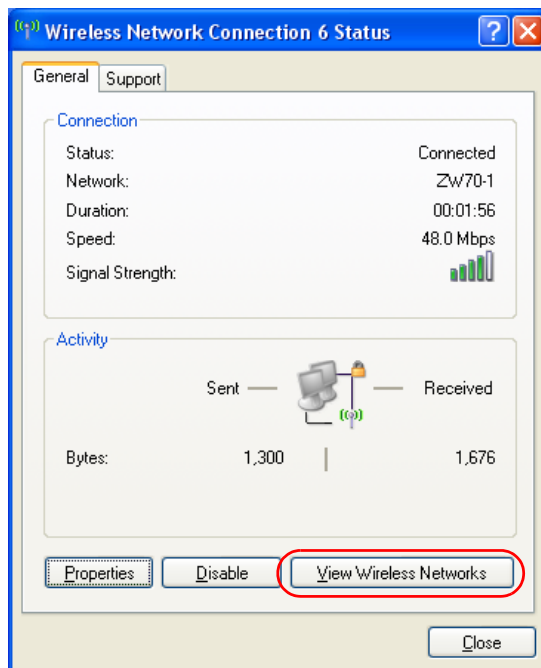 Wireless Network Connection 6 Status
General Support
Connection
Status: Connected
Network: ZW70-1
Duration: 00:01:56
Speed: 48.0 Mbps
Signal Strength:
Activity
Sent Received
Bytes: 1,300 1,676
Properties Disable View Wireless Networks
Close